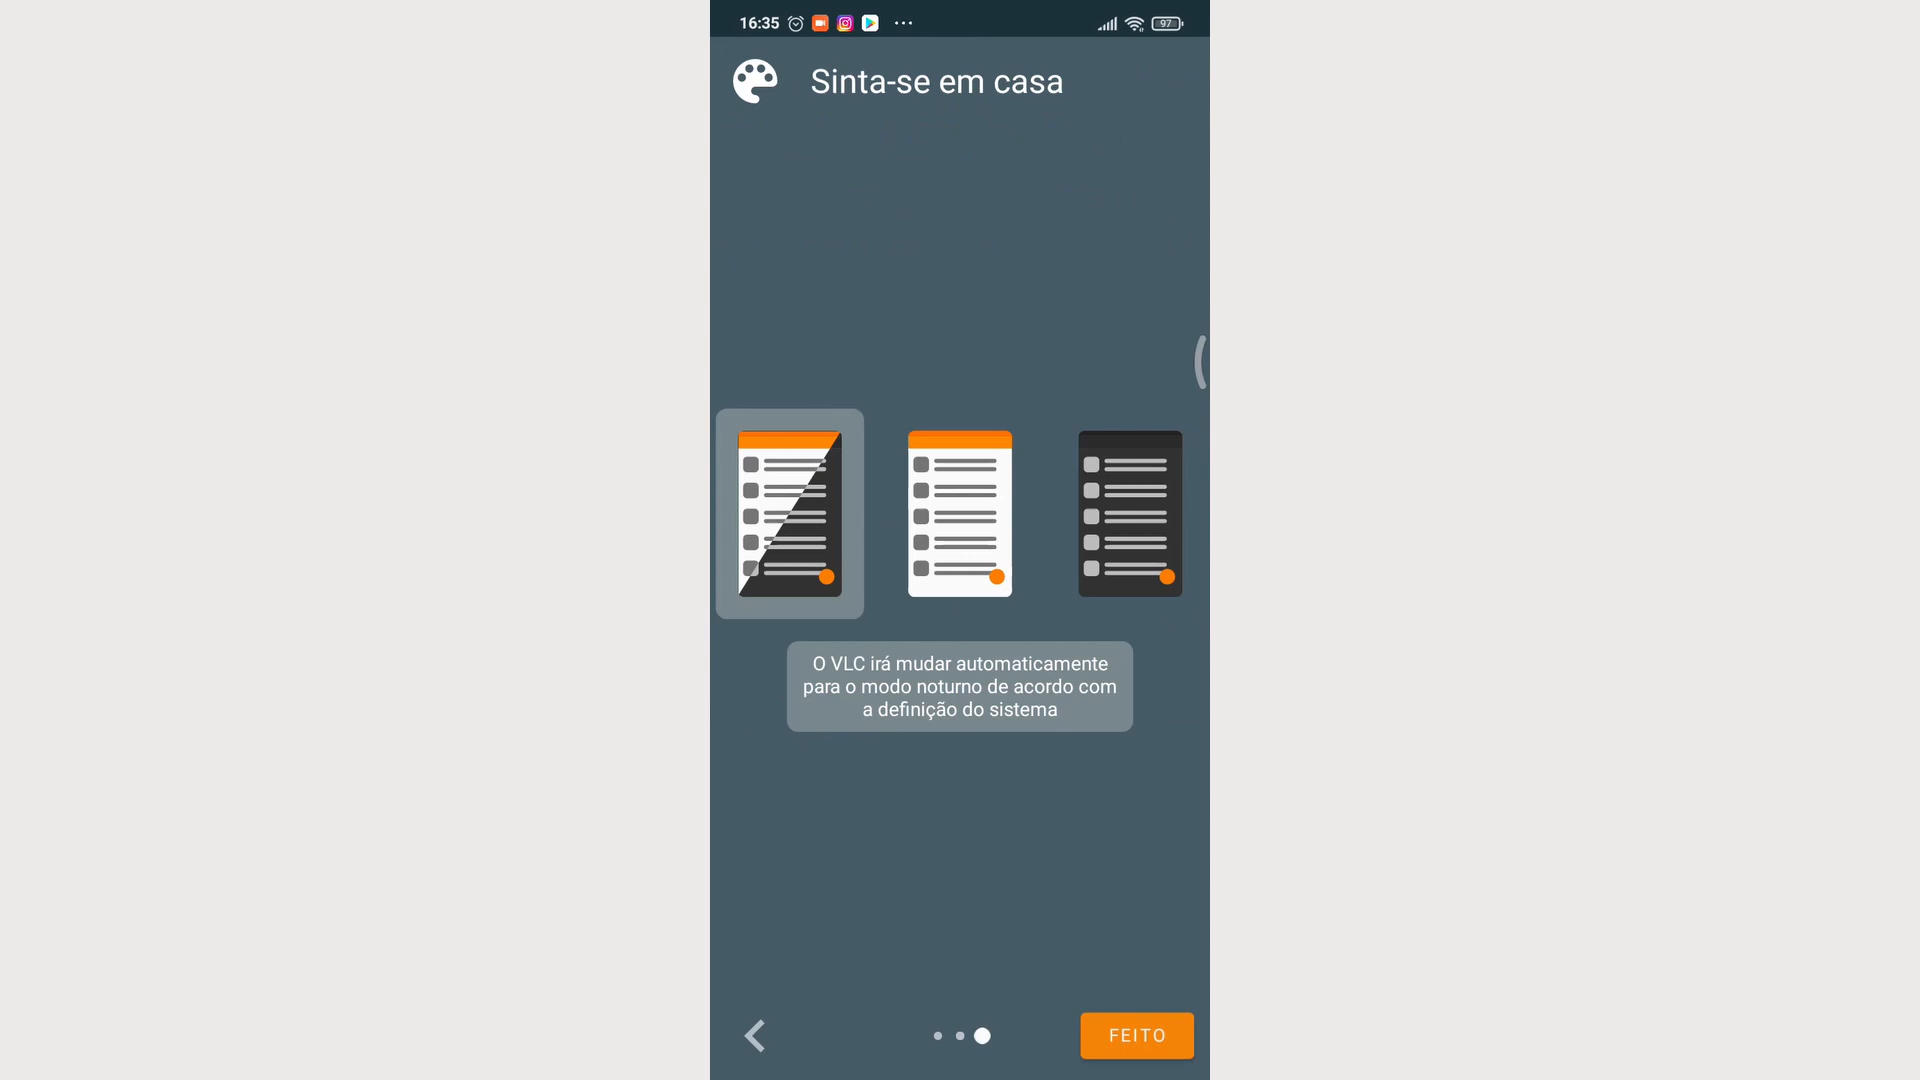 16:35
97
Sinta-se em casa
O VLC irá mudar automaticamente
para o modo noturno de acordo com
a definição do sistema
FEITO